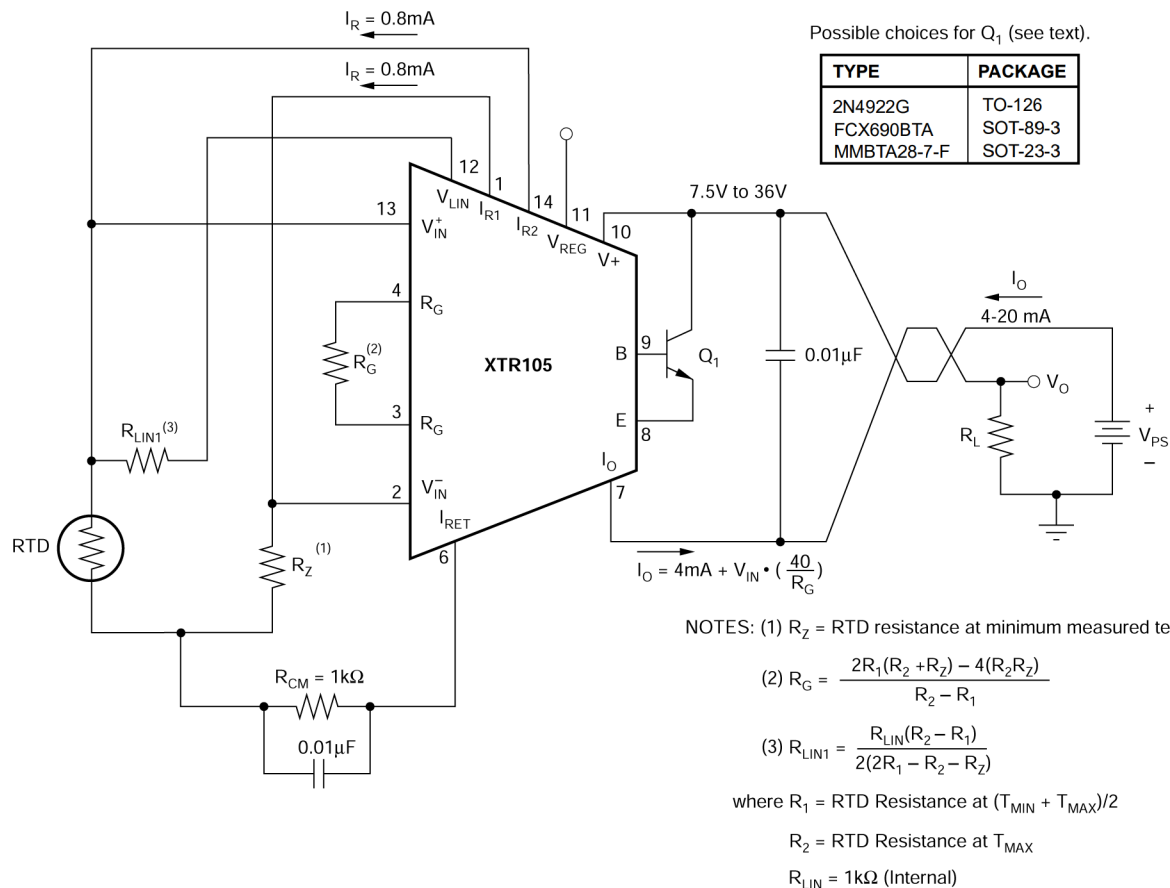 I_R = 0.8mA
I_R = 0.8mA
Possible choices for Q_1 (see text).
TYPE PACKAGE
2N4922G TO-126
FCX690BTA SOT-89-3
MMBTA28-7-F SOT-23-3
12
1
14
11
10
7.5V to 36V
13
V_LIN
I_R1
I_R2
V_REG
V+
V_IN^+
4
R_G
R_G^(2)
XTR105
B
9
Q_1
0.01µF
I_O
4-20 mA
V_O
R_L
+
V_PS
–
3
R_G
E
8
R_LIN1^(3)
I_O
7
2
V_IN^–
I_RET
6
RTD
R_Z^(1)
I_O = 4mA + V_IN • (40/R_G)
R_CM = 1kΩ
0.01µF
NOTES: (1) R_Z = RTD resistance at minimum measured te
(2) R_G = 2R_1(R_2 +R_Z) – 4(R_2R_Z)
R_2 – R_1
(3) R_LIN1 = R_LIN(R_2 – R_1)
2(2R_1 – R_2 – R_Z)
where R_1 = RTD Resistance at (T_MIN + T_MAX)/2
R_2 = RTD Resistance at T_MAX
R_LIN = 1kΩ (Internal)